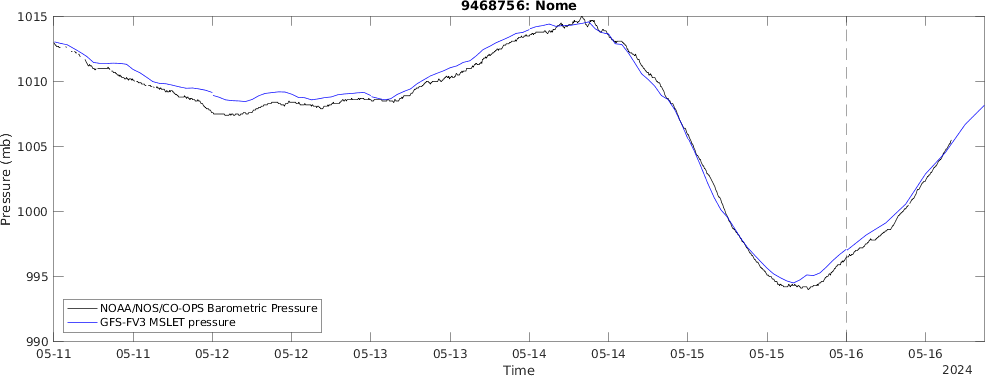 9468756: Nome
1015
1010
1005
1000
995
990
Pressure (mb)
NOAA/NOS/CO-OPS Barometric Pressure
GFS-FV3 MSLET pressure
05-11 05-11 05-12 05-12 05-13 05-13 05-14 05-14 05-15 05-15 05-16 05-16
Time
2024